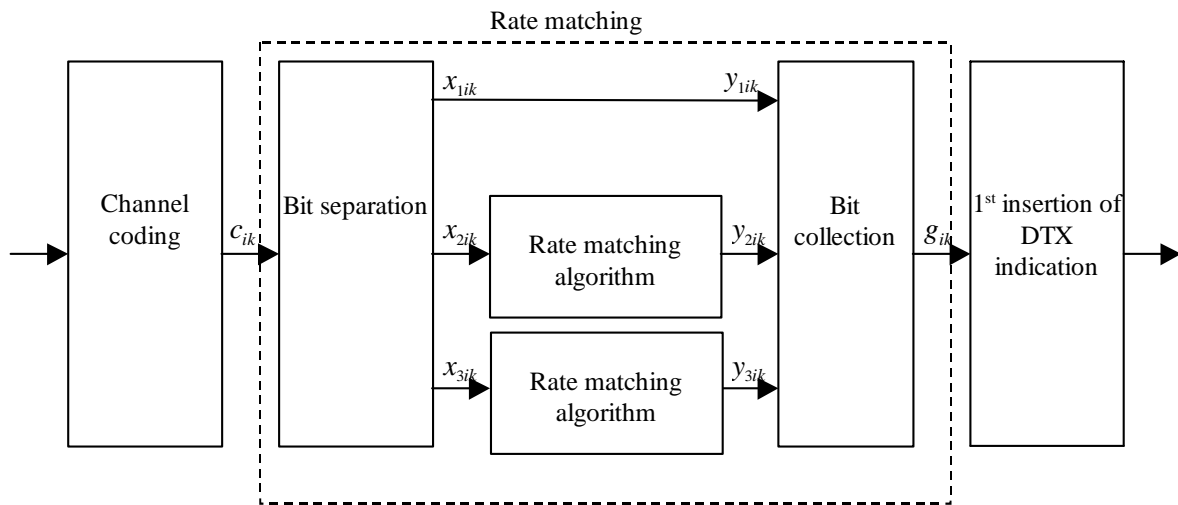 Rate matching
Channel
coding
c_ik
Bit separation
x_1ik
y_1ik
x_2ik
Rate matching
algorithm
y_2ik
x_3ik
Rate matching
algorithm
y_3ik
Bit
collection
g_ik
1st insertion of
DTX
indication